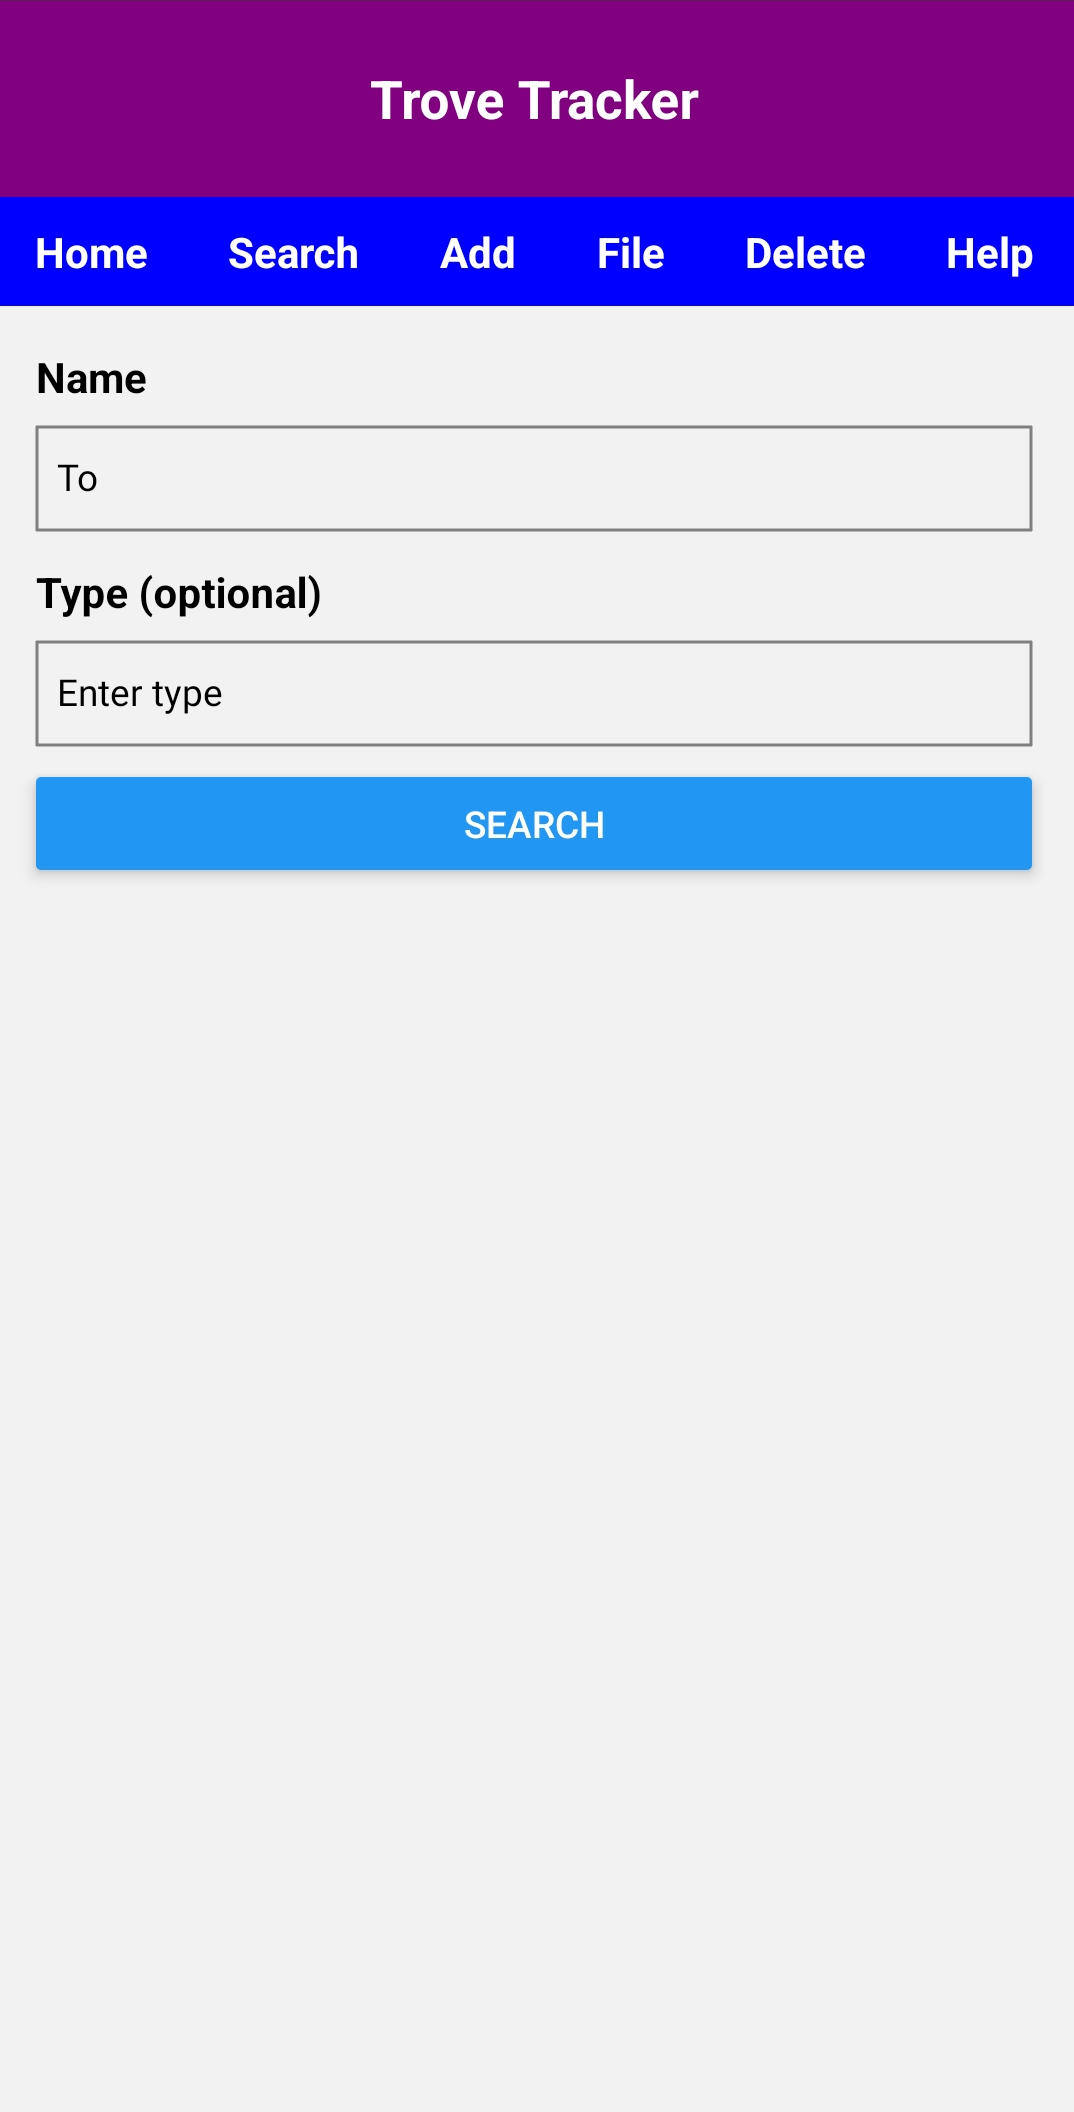 Trove Tracker
Home Search Add File Delete Help
Name
To
Type (optional)
Enter type
SEARCH